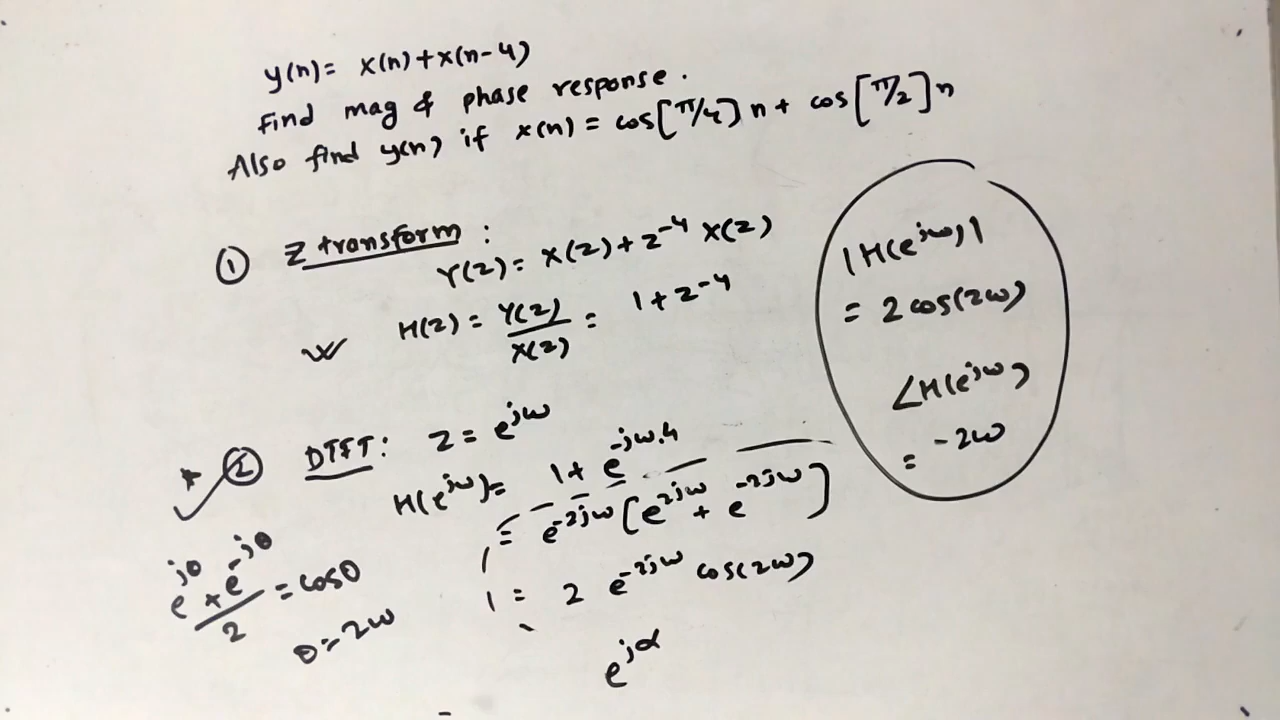 y(n) = x(n) + x(n-4)
Find mag & phase response.
Also find y(n) if x(n) = cos[π/4]n + cos[π/2]n
① Z transform :
Y(z) = X(z) + z⁻⁴ X(z)
H(z) = Y(z)/X(z) = 1 + z⁻⁴
② DTFT : z = e^{jω}
H(e^{jω}) = 1 + e^{-jω.4}
= e^{-2jω} [e^{2jω} + e^{-2jω}]
= 2 e^{-2jω} cos(2ω)
e^{jα}
(e^{jθ} + e^{-jθ})/2 = cosθ
θ = 2ω
|H(e^{jω})|
= 2 cos(2ω)
∠H(e^{jω})
= -2ω